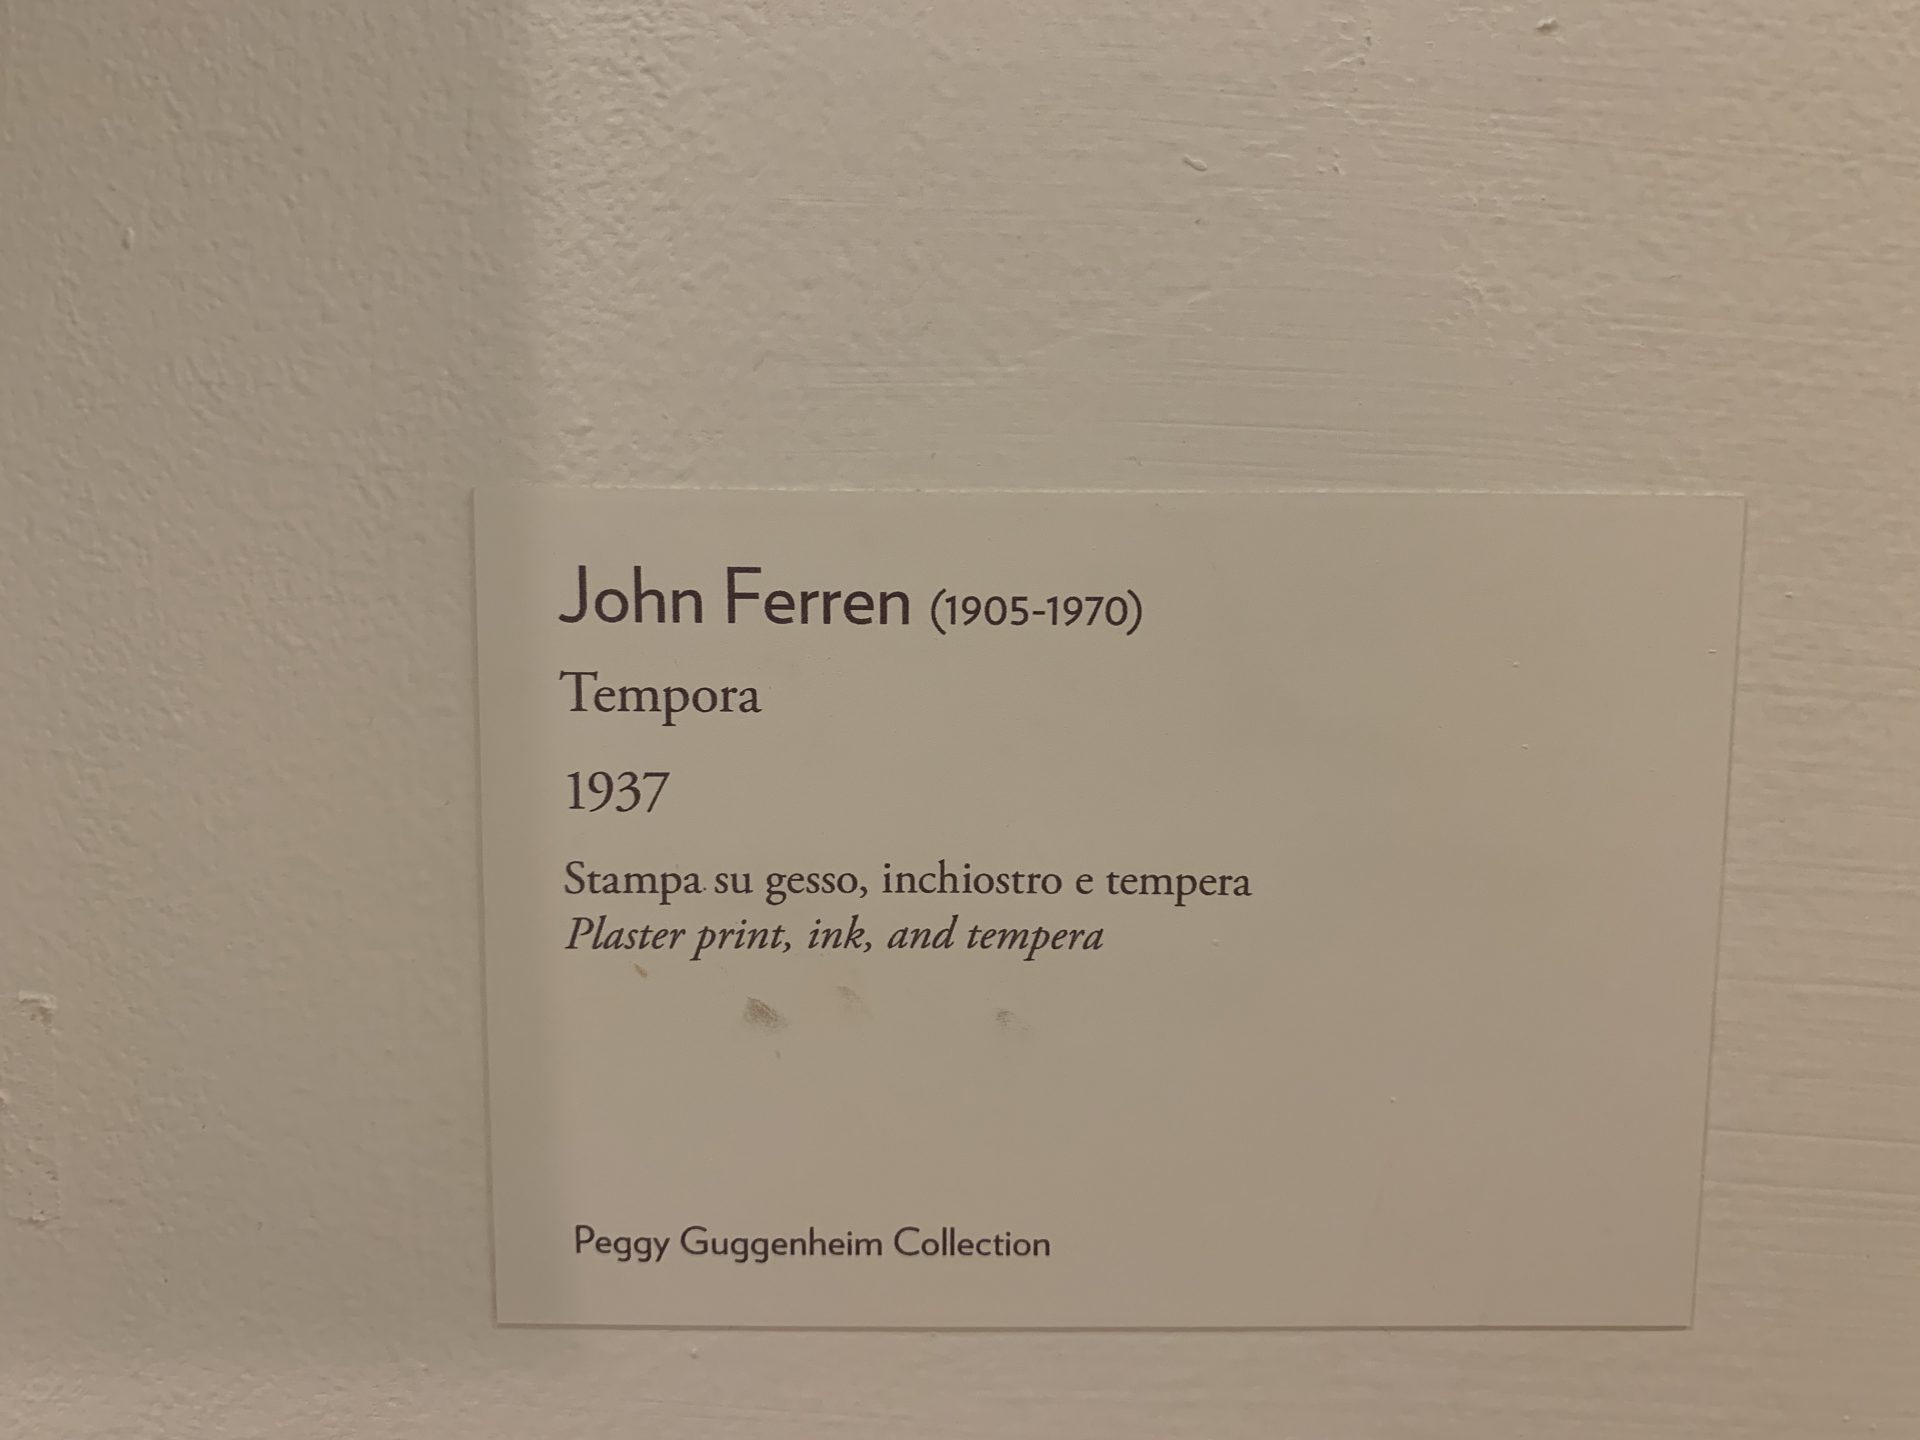 John Ferren (1905-1970)
Tempora
1937
Stampa su gesso, inchiostro e tempera
Plaster print, ink, and tempera
Peggy Guggenheim Collection